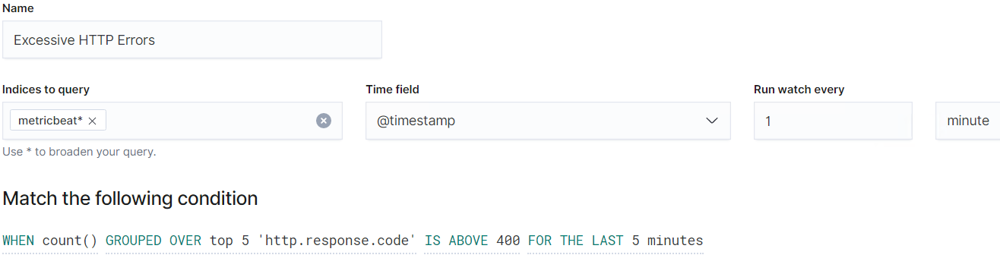 Name
Excessive HTTP Errors
Indices to query Time field Run watch every
metricbeat* × @timestamp 1 minute
Use * to broaden your query.
Match the following condition
WHEN count() GROUPED OVER top 5 'http.response.code' IS ABOVE 400 FOR THE LAST 5 minutes